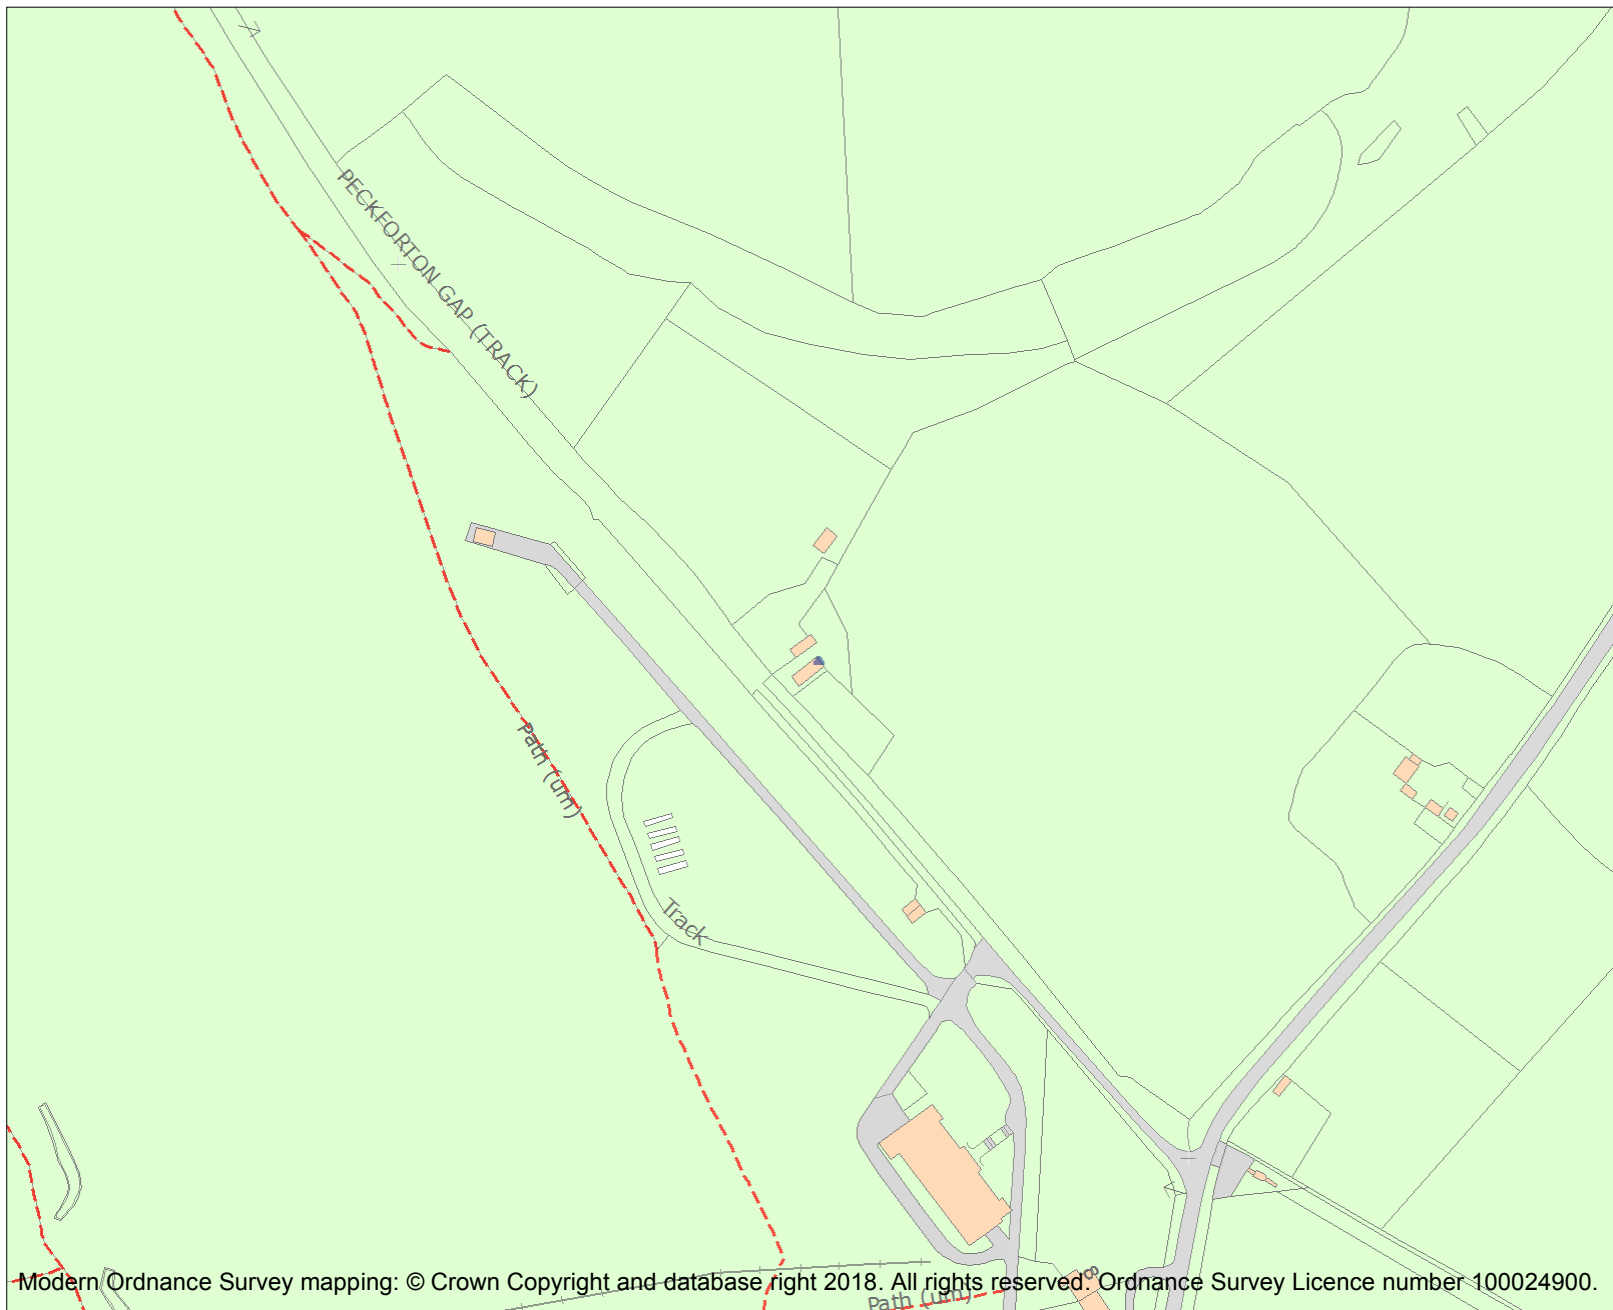 PECKFORTON GAP (TRACK)
Path (um)
Track
Modern Ordnance Survey mapping: © Crown Copyright and database right 2018. All rights reserved. Ordnance Survey Licence number 100024900.
Path (um)